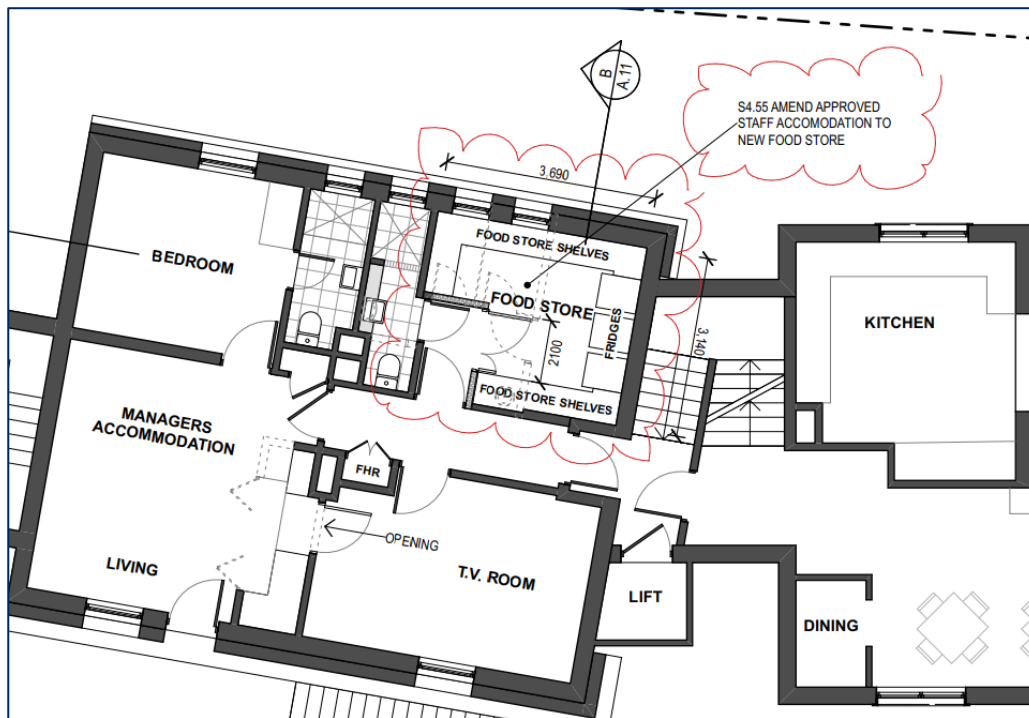 B
A.11
S4.55 AMEND APPROVED
STAFF ACCOMODATION TO
NEW FOOD STORE
3.690
FOOD STORE SHELVES
BEDROOM
FOOD STORE
FRIDGES
KITCHEN
3.140
2100
FOOD STORE SHELVES
MANAGERS
ACCOMMODATION
FHR
OPENING
LIVING
T.V. ROOM
LIFT
DINING